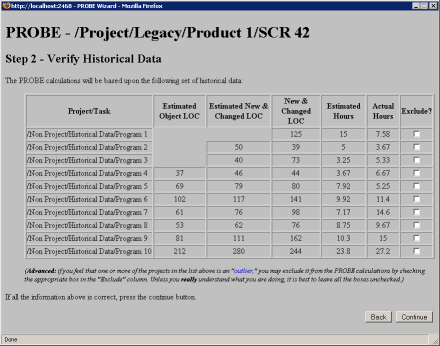 http://localhost:2468 - PROBE Wizard - Mozilla Firefox
PROBE - /Project/Legacy/Product 1/SCR 42
Step 2 - Verify Historical Data
The PROBE calculations will be based upon the following set of historical data:
Project/Task Estimated Object LOC Estimated New & Changed LOC New & Changed LOC Estimated Hours Actual Hours Exclude?
/Non Project/Historical Data/Program 1 125 15 7.58
/Non Project/Historical Data/Program 2 50 39 5 3.67
/Non Project/Historical Data/Program 3 40 73 3.25 5.33
/Non Project/Historical Data/Program 4 37 46 44 3.67 6.67
/Non Project/Historical Data/Program 5 69 79 80 7.92 5.25
/Non Project/Historical Data/Program 6 102 117 141 9.92 11.4
/Non Project/Historical Data/Program 7 61 76 98 7.17 14.6
/Non Project/Historical Data/Program 8 53 62 76 8.75 9.67
/Non Project/Historical Data/Program 9 81 111 162 10.3 15
/Non Project/Historical Data/Program 10 212 280 244 23.8 27.2
(Advanced: if you feel that one or more of the projects in the list above is an "outlier," you may exclude it from the PROBE calculations by checking
the appropriate box in the "Exclude" column. Unless you really understand what you are doing, it is best to leave all the boxes unchecked.)
If all the information above is correct, press the continue button.
Back Continue
Done